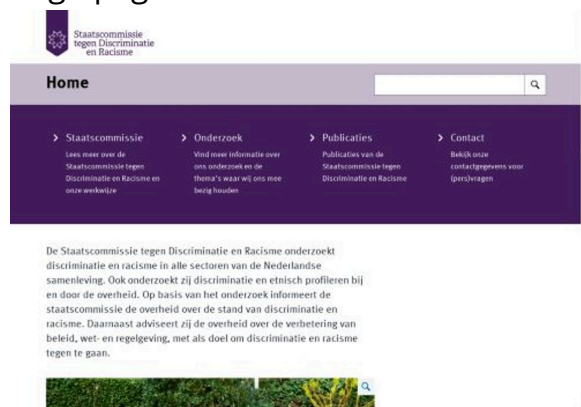 Staatscommissie
tegen Discriminatie
en Racisme
Home
Staatscommissie
Lees meer over de
Staatscommissie tegen
Discriminatie en Racisme en
onze werkwijze
Onderzoek
Vind meer informatie over
ons onderzoek en de
thema's waar wij ons mee
bezig houden
Publicaties
Publicaties van de
Staatscommissie tegen
Discriminatie en Racisme
Contact
Bekijk onze
contactgegevens voor
(pers)vragen
De Staatscommissie tegen Discriminatie en Racisme onderzoekt
discriminatie en racisme in alle sectoren van de Nederlandse
samenleving. Ook onderzoekt zij discriminatie en etnisch profileren bij
en door de overheid. Op basis van het onderzoek informeert de
staatscommissie de overheid over de stand van discriminatie en
racisme. Daarnaast adviseert zij de overheid over de verbetering van
beleid, wet- en regelgeving, met als doel om discriminatie en racisme
tegen te gaan.